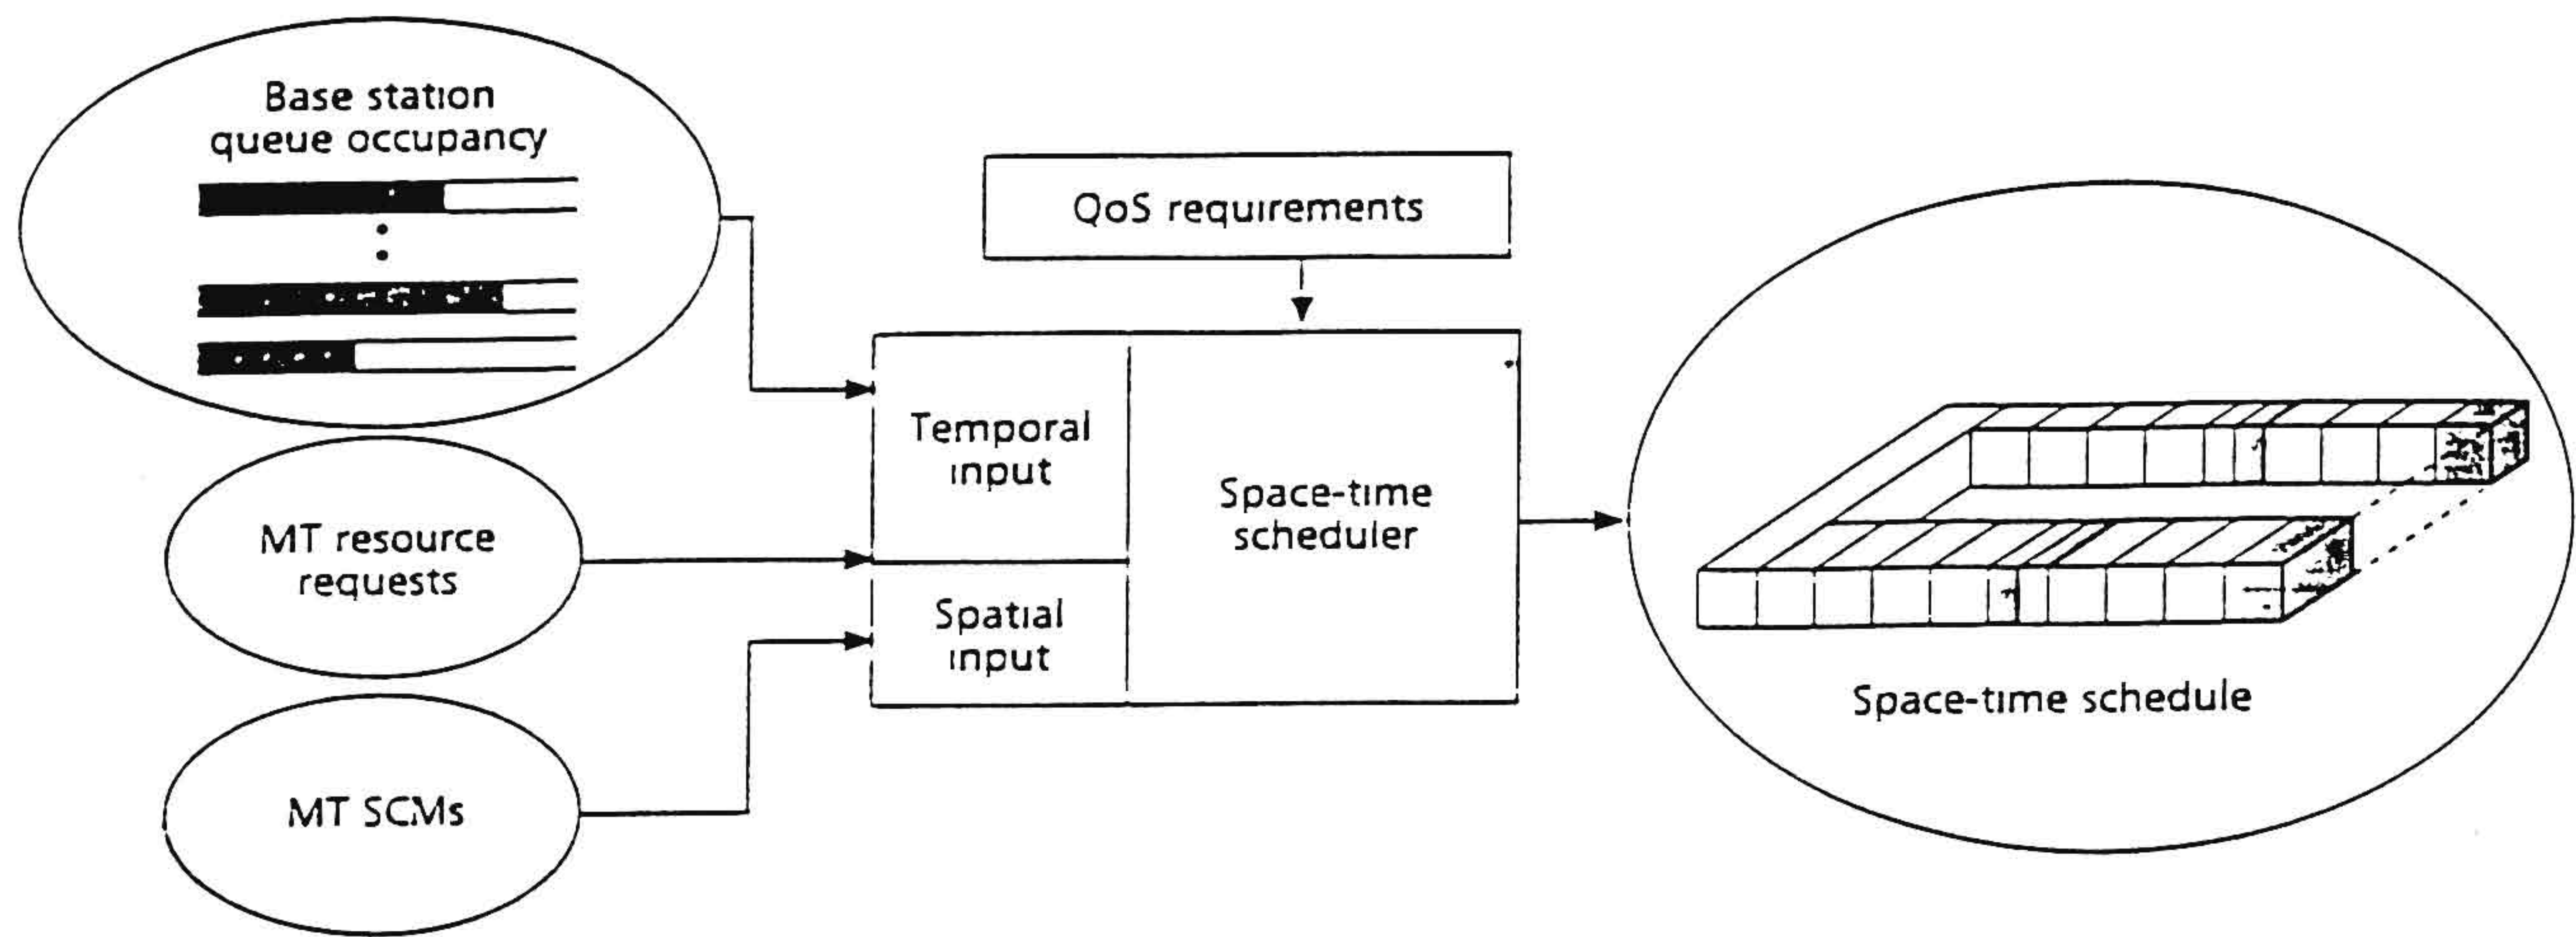 Base station
queue occupancy
QoS requirements
Temporal
input
Space-time
scheduler
MT resource
requests
Spatial
input
MT SCMs
Space-time schedule